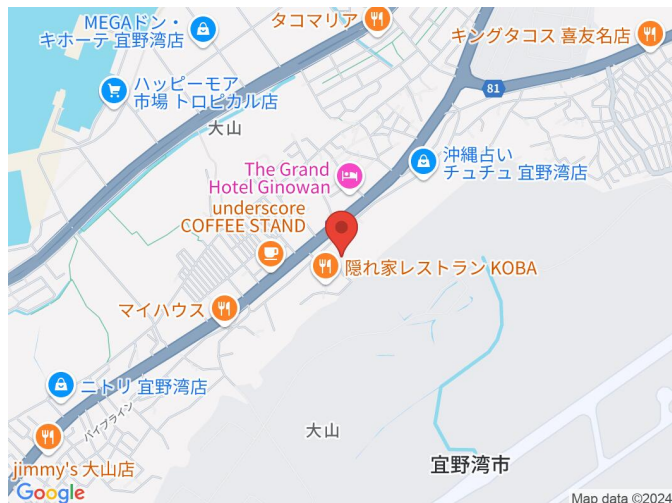 MEGAドン・
キホーテ 宜野湾店
タコマリア
キングタコス 喜友名店
ハッピーモア
市場 トロピカル店
81
大山
沖縄占い
チュチュ 宜野湾店
The Grand
Hotel Ginowan
underscore
COFFEE STAND
隠れ家レストラン KOBA
マイハウス
ニトリ 宜野湾店
パイプライン
大山
jimmy's 大山店
宜野湾市
Google
Map data ©2024